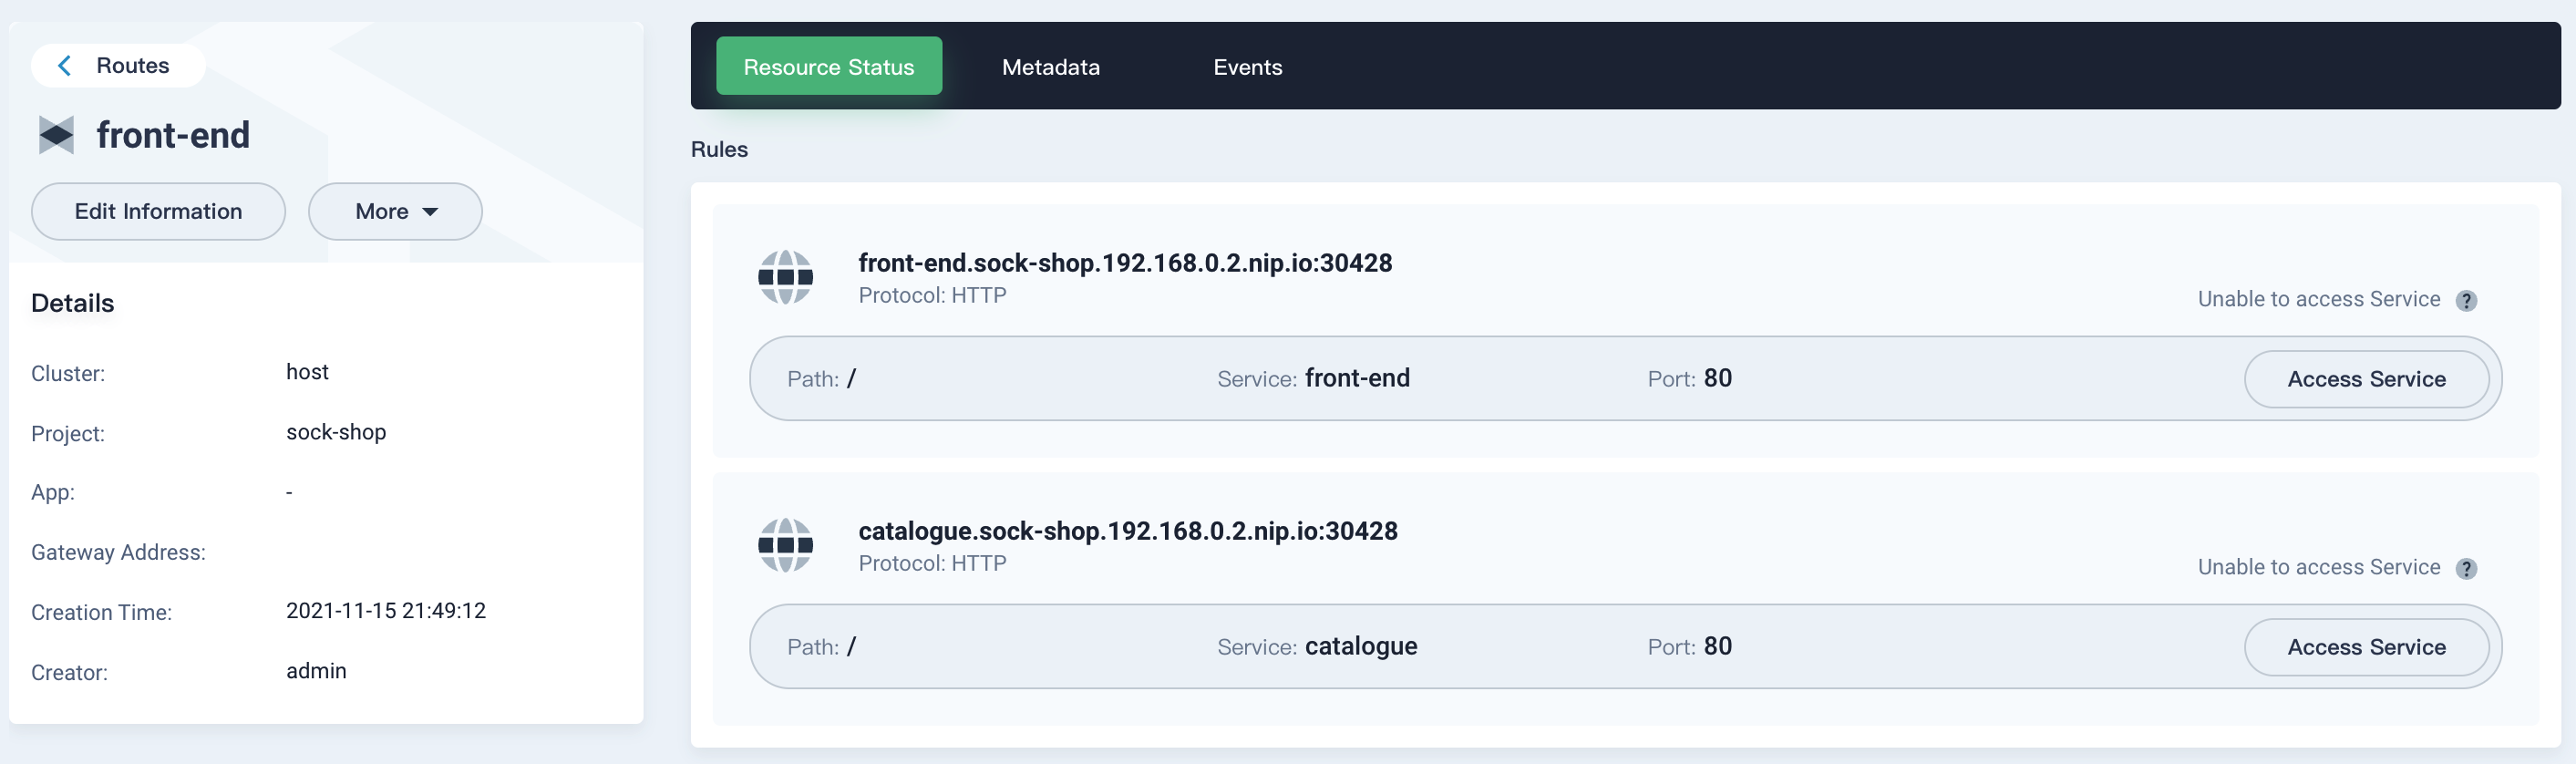 Routes
front-end
Edit Information
More
Details
Cluster: host
Project: sock-shop
App: -
Gateway Address:
Creation Time: 2021-11-15 21:49:12
Creator: admin
Resource Status Metadata Events
Rules
front-end.sock-shop.192.168.0.2.nip.io:30428
Protocol: HTTP
Unable to access Service ?
Path: / Service: front-end Port: 80 Access Service
catalogue.sock-shop.192.168.0.2.nip.io:30428
Protocol: HTTP
Unable to access Service ?
Path: / Service: catalogue Port: 80 Access Service